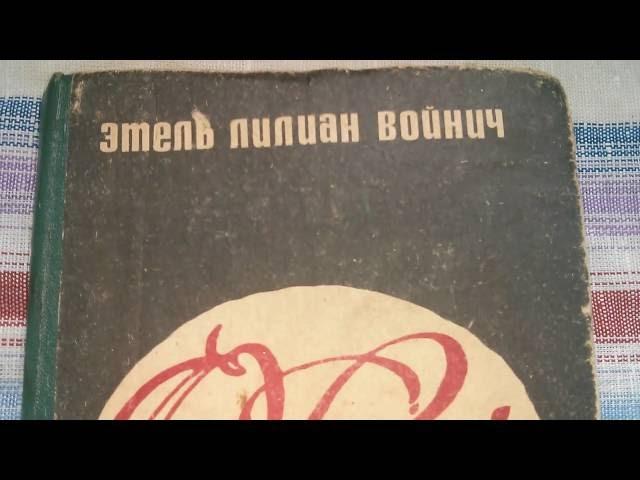 этель лилиан войнич